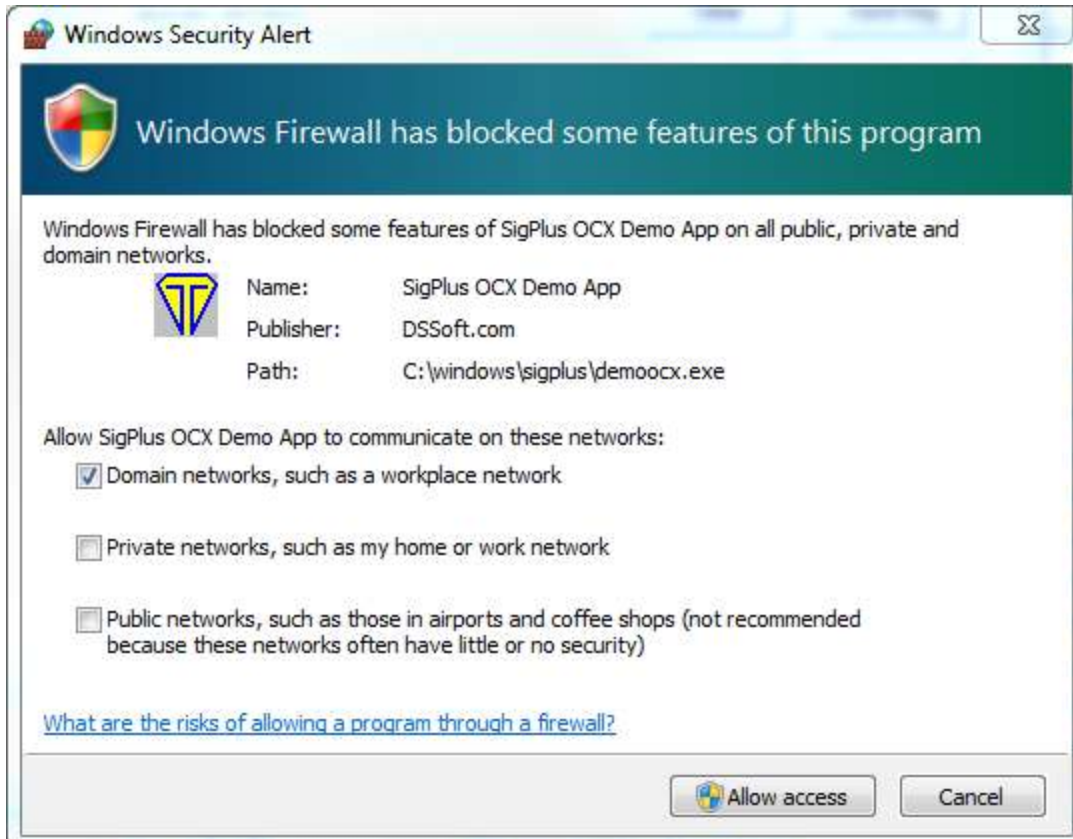 Windows Security Alert
Windows Firewall has blocked some features of this program
Windows Firewall has blocked some features of SigPlus OCX Demo App on all public, private and
domain networks.
Name: SigPlus OCX Demo App
Publisher: DSSoft.com
Path: C:\windows\sigplus\demoocx.exe
Allow SigPlus OCX Demo App to communicate on these networks:
Domain networks, such as a workplace network
Private networks, such as my home or work network
Public networks, such as those in airports and coffee shops (not recommended
because these networks often have little or no security)
What are the risks of allowing a program through a firewall?
Allow access Cancel